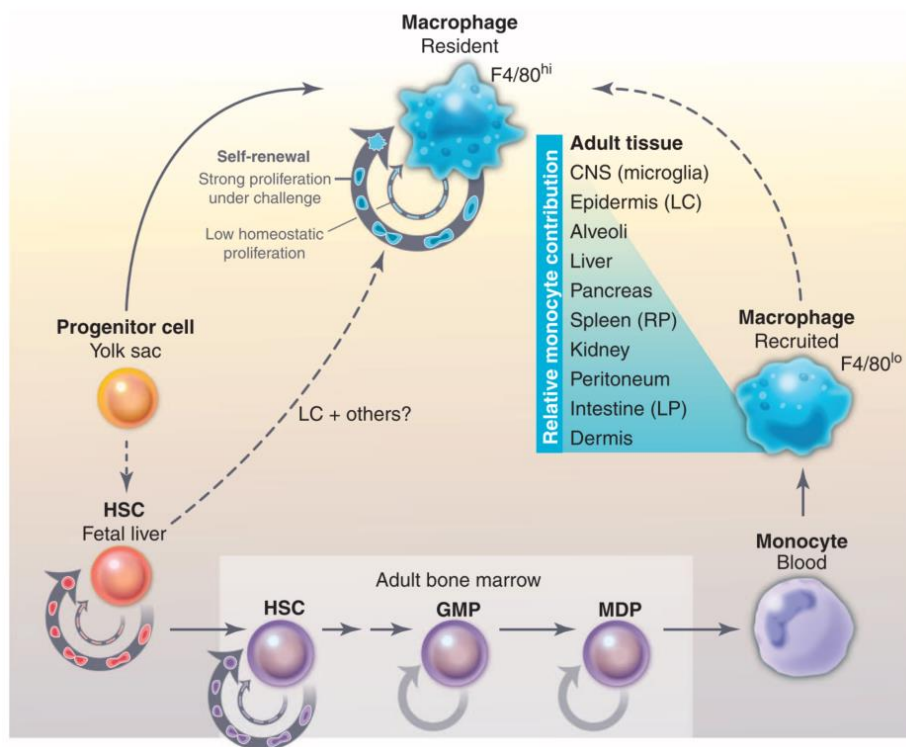 Macrophage
Resident
F4/80hi
Self-renewal
Strong proliferation
under challenge
Low homeostatic
proliferation
Relative monocyte contribution
Adult tissue
CNS (microglia)
Epidermis (LC)
Alveoli
Liver
Pancreas
Spleen (RP)
Kidney
Peritoneum
Intestine (LP)
Dermis
Macrophage
Recruited
F4/80lo
Progenitor cell
Yolk sac
LC + others?
HSC
Fetal liver
Monocyte
Blood
Adult bone marrow
HSC
GMP
MDP